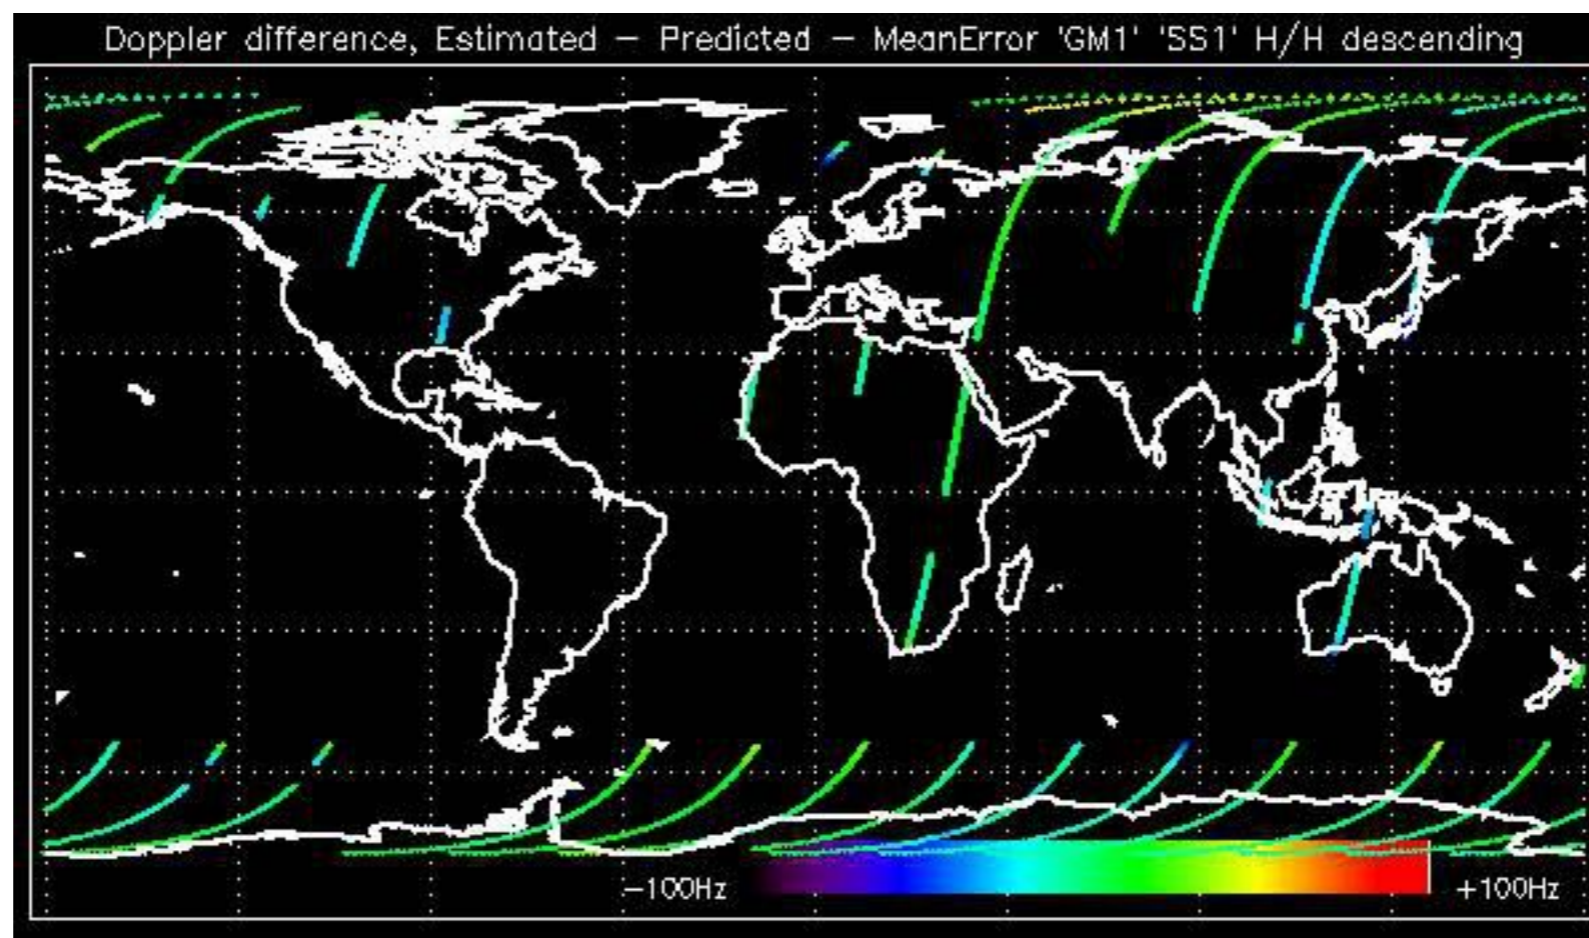 Doppler difference, Estimated – Predicted – MeanError 'GM1' 'SS1' H/H descending
–100Hz +100Hz